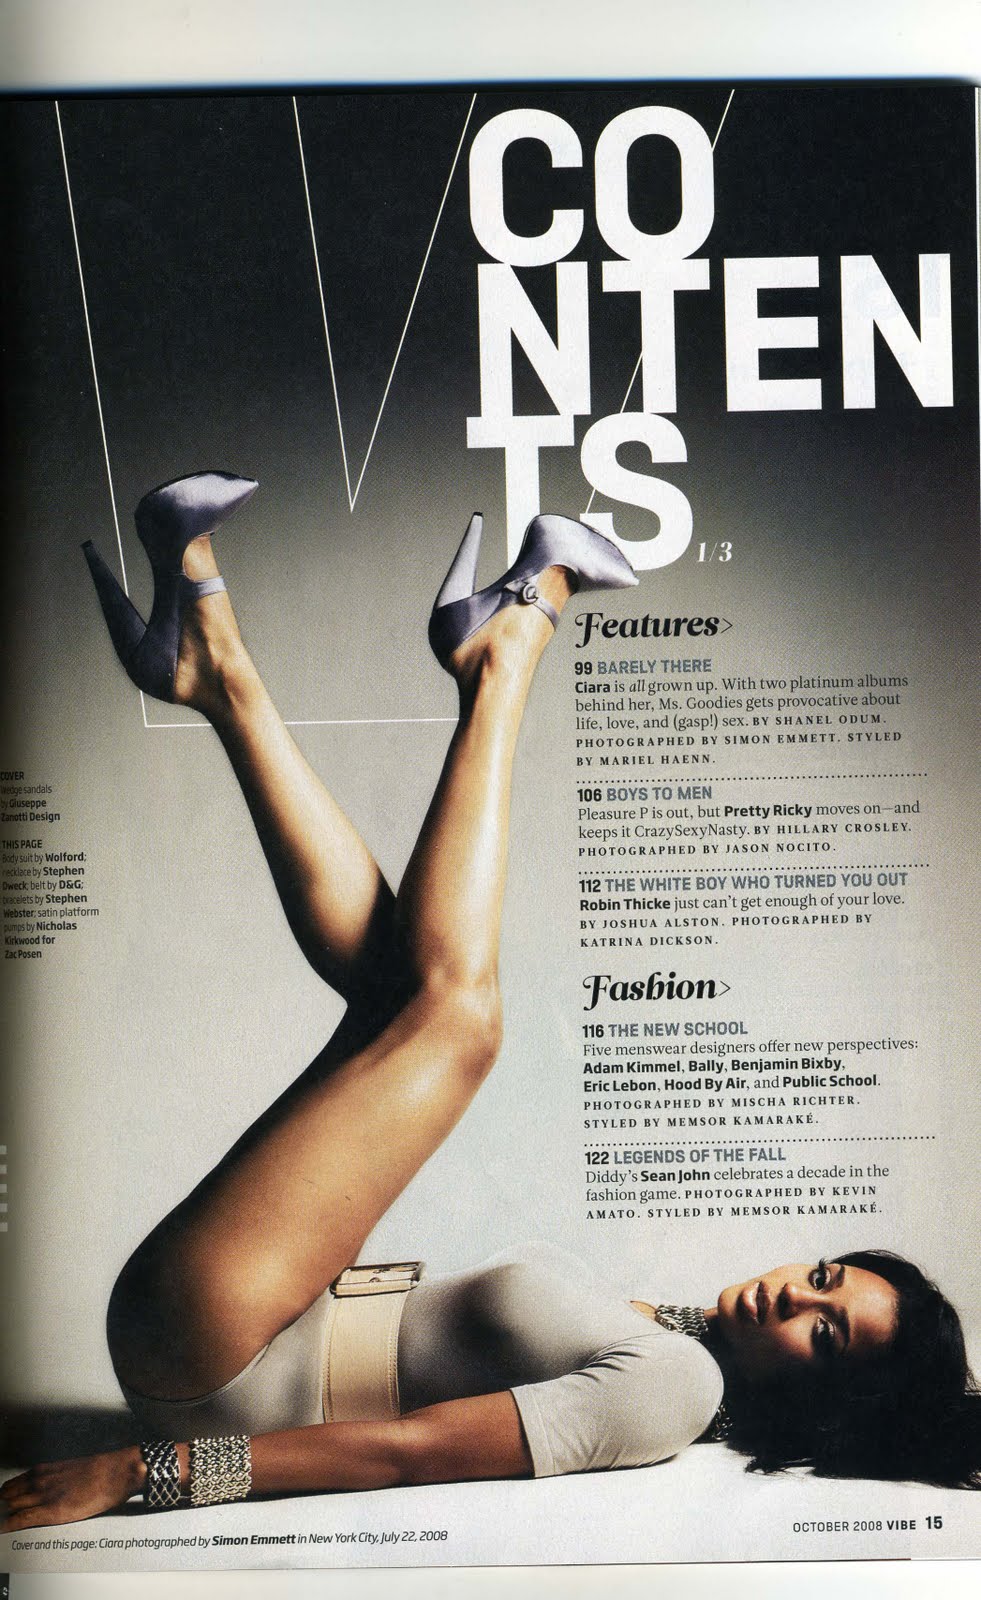 CO
NTEN
TS
1/3
Features>
99 BARELY THERE
Ciara is all grown up. With two platinum albums
behind her, Ms. Goodies gets provocative about
life, love, and (gasp!) sex. BY SHANEL ODUM.
PHOTOGRAPHED BY SIMON EMMETT. STYLED
BY MARIEL HAENN.
106 BOYS TO MEN
Pleasure P is out, but Pretty Ricky moves on—and
keeps it CrazySexyNasty. BY HILLARY CROSLEY.
PHOTOGRAPHED BY JASON NOCITO.
112 THE WHITE BOY WHO TURNED YOU OUT
Robin Thicke just can't get enough of your love.
BY JOSHUA ALSTON. PHOTOGRAPHED BY
KATRINA DICKSON.
Fashion>
116 THE NEW SCHOOL
Five menswear designers offer new perspectives:
Adam Kimmel, Bally, Benjamin Bixby,
Eric Lebon, Hood By Air, and Public School.
PHOTOGRAPHED BY MISCHA RICHTER.
STYLED BY MEMSOR KAMARAKÉ.
122 LEGENDS OF THE FALL
Diddy's Sean John celebrates a decade in the
fashion game. PHOTOGRAPHED BY KEVIN
AMATO. STYLED BY MEMSOR KAMARAKÉ.
COVER
Wedge sandals
by Giuseppe
Zanotti Design
THIS PAGE
Body suit by Wolford;
necklace by Stephen
Dweck; belt by D&G;
bracelets by Stephen
Webster; satin platform
pumps by Nicholas
Kirkwood for
Zac Posen
Cover and this page: Ciara photographed by Simon Emmett in New York City, July 22, 2008
OCTOBER 2008 VIBE 15